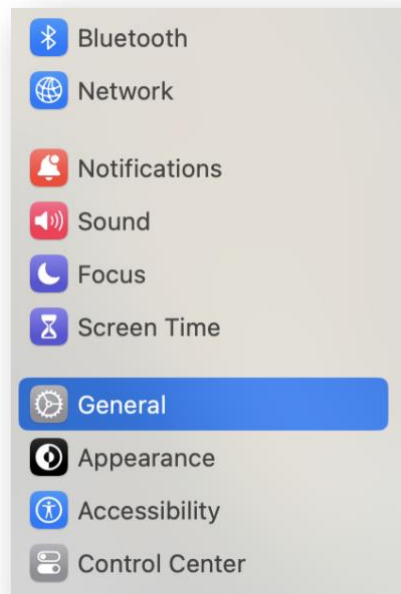 Bluetooth
Network
Notifications
Sound
Focus
Screen Time
General
Appearance
Accessibility
Control Center